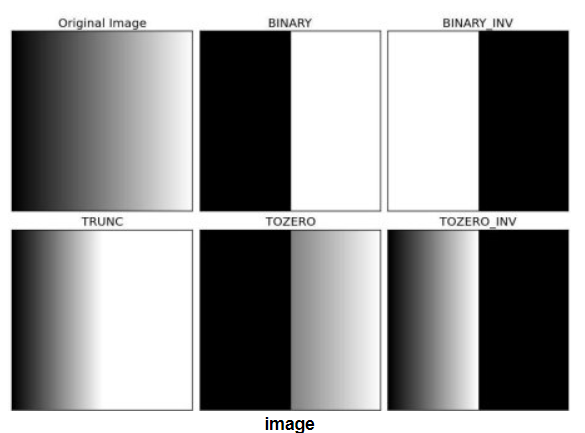 Original Image
BINARY
BINARY_INV
TRUNC
TOZERO
TOZERO_INV
image